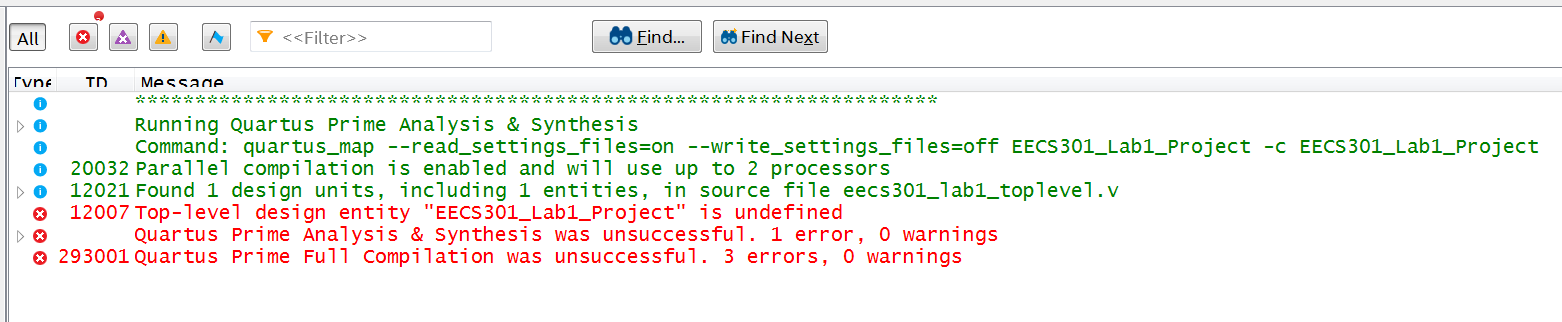 All <<Filter>> Find... Find Next
Type ID Message
*******************************************************************
Running Quartus Prime Analysis & Synthesis
Command: quartus_map --read_settings_files=on --write_settings_files=off EECS301_Lab1_Project -c EECS301_Lab1_Project
20032 Parallel compilation is enabled and will use up to 2 processors
12021 Found 1 design units, including 1 entities, in source file eecs301_lab1_toplevel.v
12007 Top-level design entity "EECS301_Lab1_Project" is undefined
Quartus Prime Analysis & Synthesis was unsuccessful. 1 error, 0 warnings
293001 Quartus Prime Full Compilation was unsuccessful. 3 errors, 0 warnings